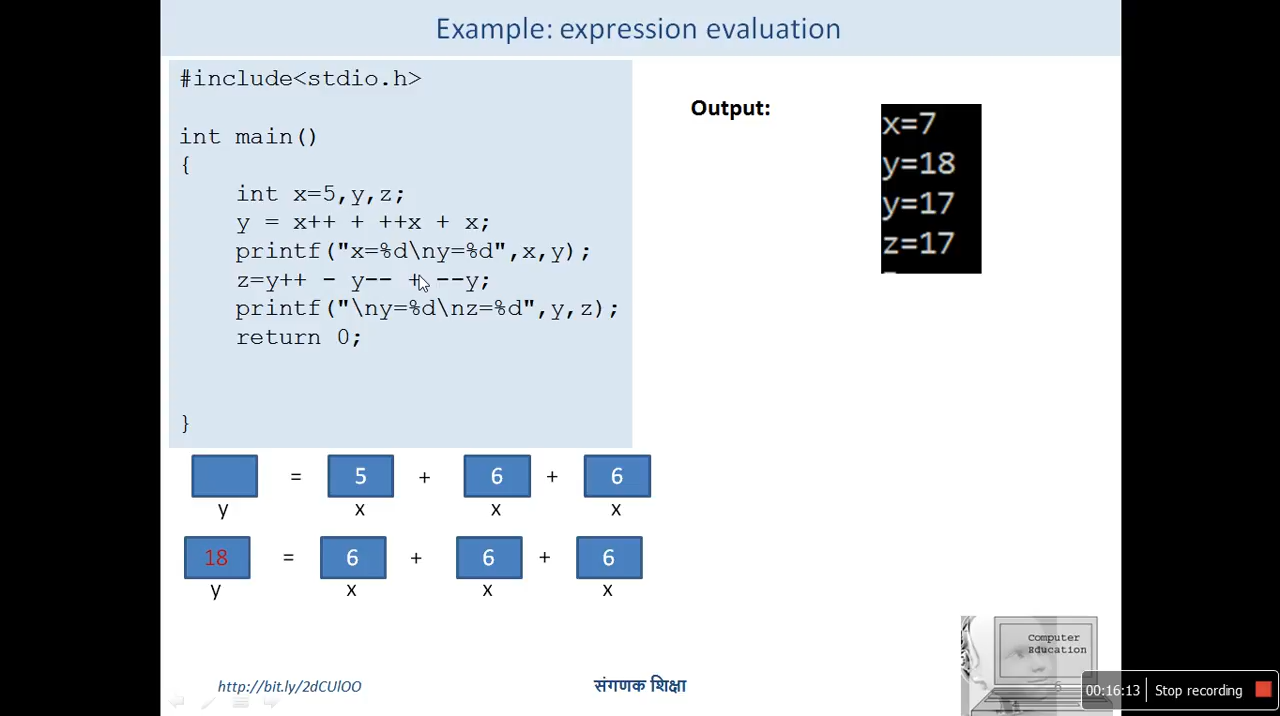 Example: expression evaluation
#include<stdio.h>
int main()
{
int x=5,y,z;
y = x++ + ++x + x;
printf("x=%d\ny=%d",x,y);
z=y++ - y-- + --y;
printf("\ny=%d\nz=%d",y,z);
return 0;
}
Output:
x=7
y=18
y=17
z=17
= 5 + 6 + 6
y x x x
18 = 6 + 6 + 6
y x x x
http://bit.ly/2dCUlOO
संगणक शिक्षा
Computer
Education
6
00:16:13 Stop recording